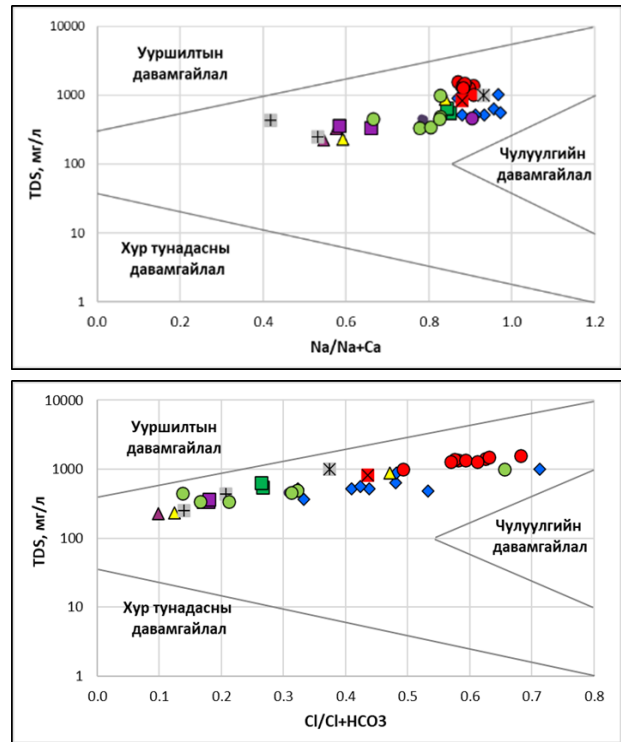 10000
Ууршилтын
давамгайлал
1000
TDS, мг/л
100
Чулуулгийн
давамгайлал
10
Хур тунадасны
давамгайлал
1
0.0 0.2 0.4 0.6 0.8 1.0 1.2
Na/Na+Ca
10000
Ууршилтын
давамгайлал
1000
TDS, мг/л
100
Чулуулгийн
давамгайлал
10
Хур тунадасны
давамгайлал
1
0.0 0.1 0.2 0.3 0.4 0.5 0.6 0.7 0.8
Cl/Cl+HCO3